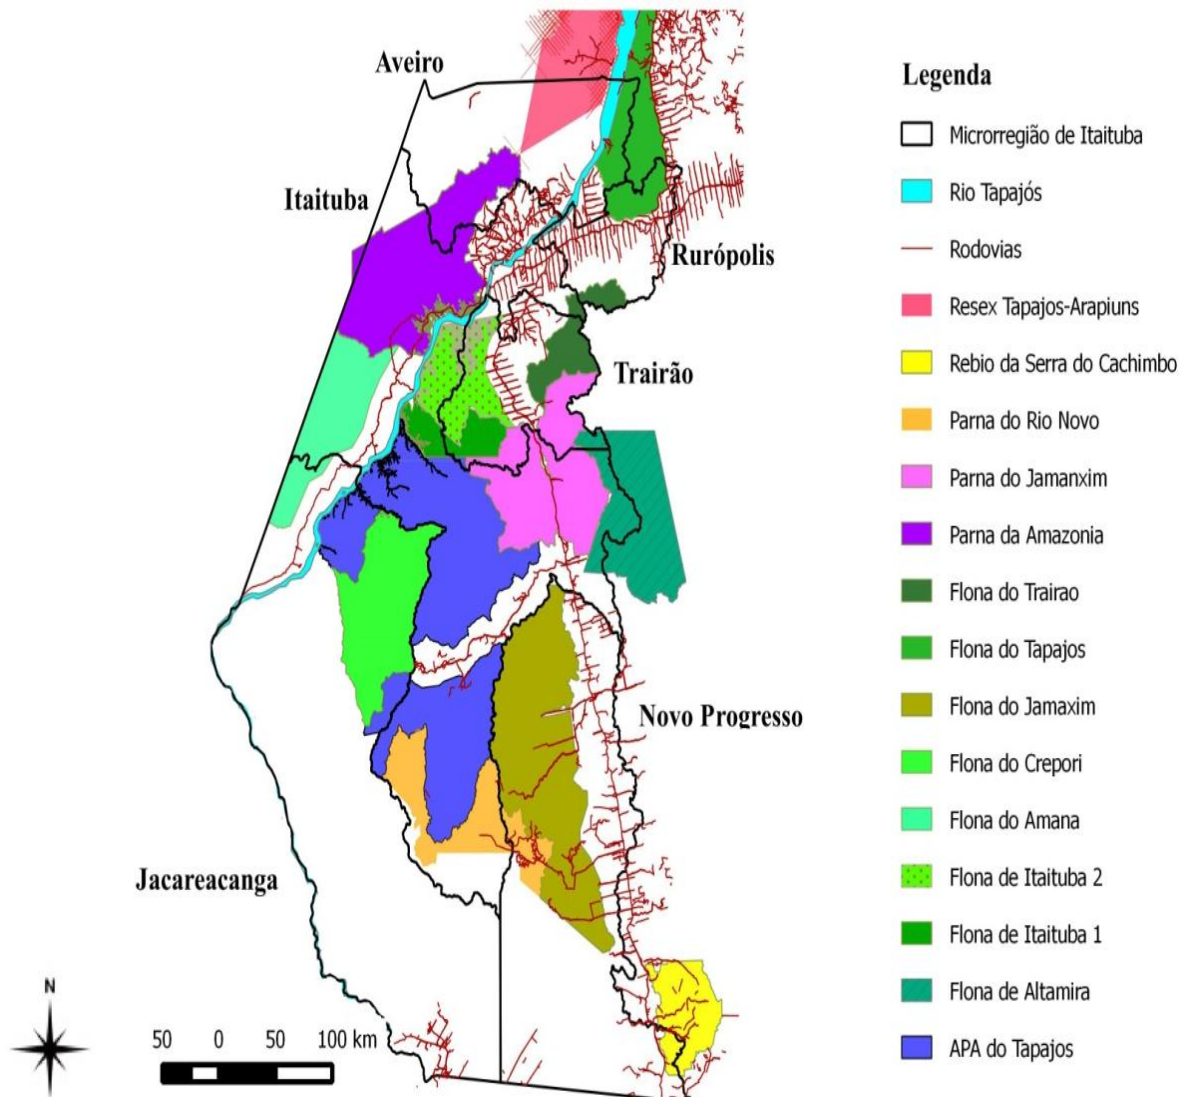 Aveiro
Itaituba
Rurópolis
Trairão
Novo Progresso
Jacareacanga
N
50 0 50 100 km
Legenda
Microrregião de Itaituba
Rio Tapajós
Rodovias
Resex Tapajos-Arapiuns
Rebio da Serra do Cachimbo
Parna do Rio Novo
Parna do Jamanxim
Parna da Amazonia
Flona do Trairao
Flona do Tapajos
Flona do Jamaxim
Flona do Crepori
Flona do Amana
Flona de Itaituba 2
Flona de Itaituba 1
Flona de Altamira
APA do Tapajos